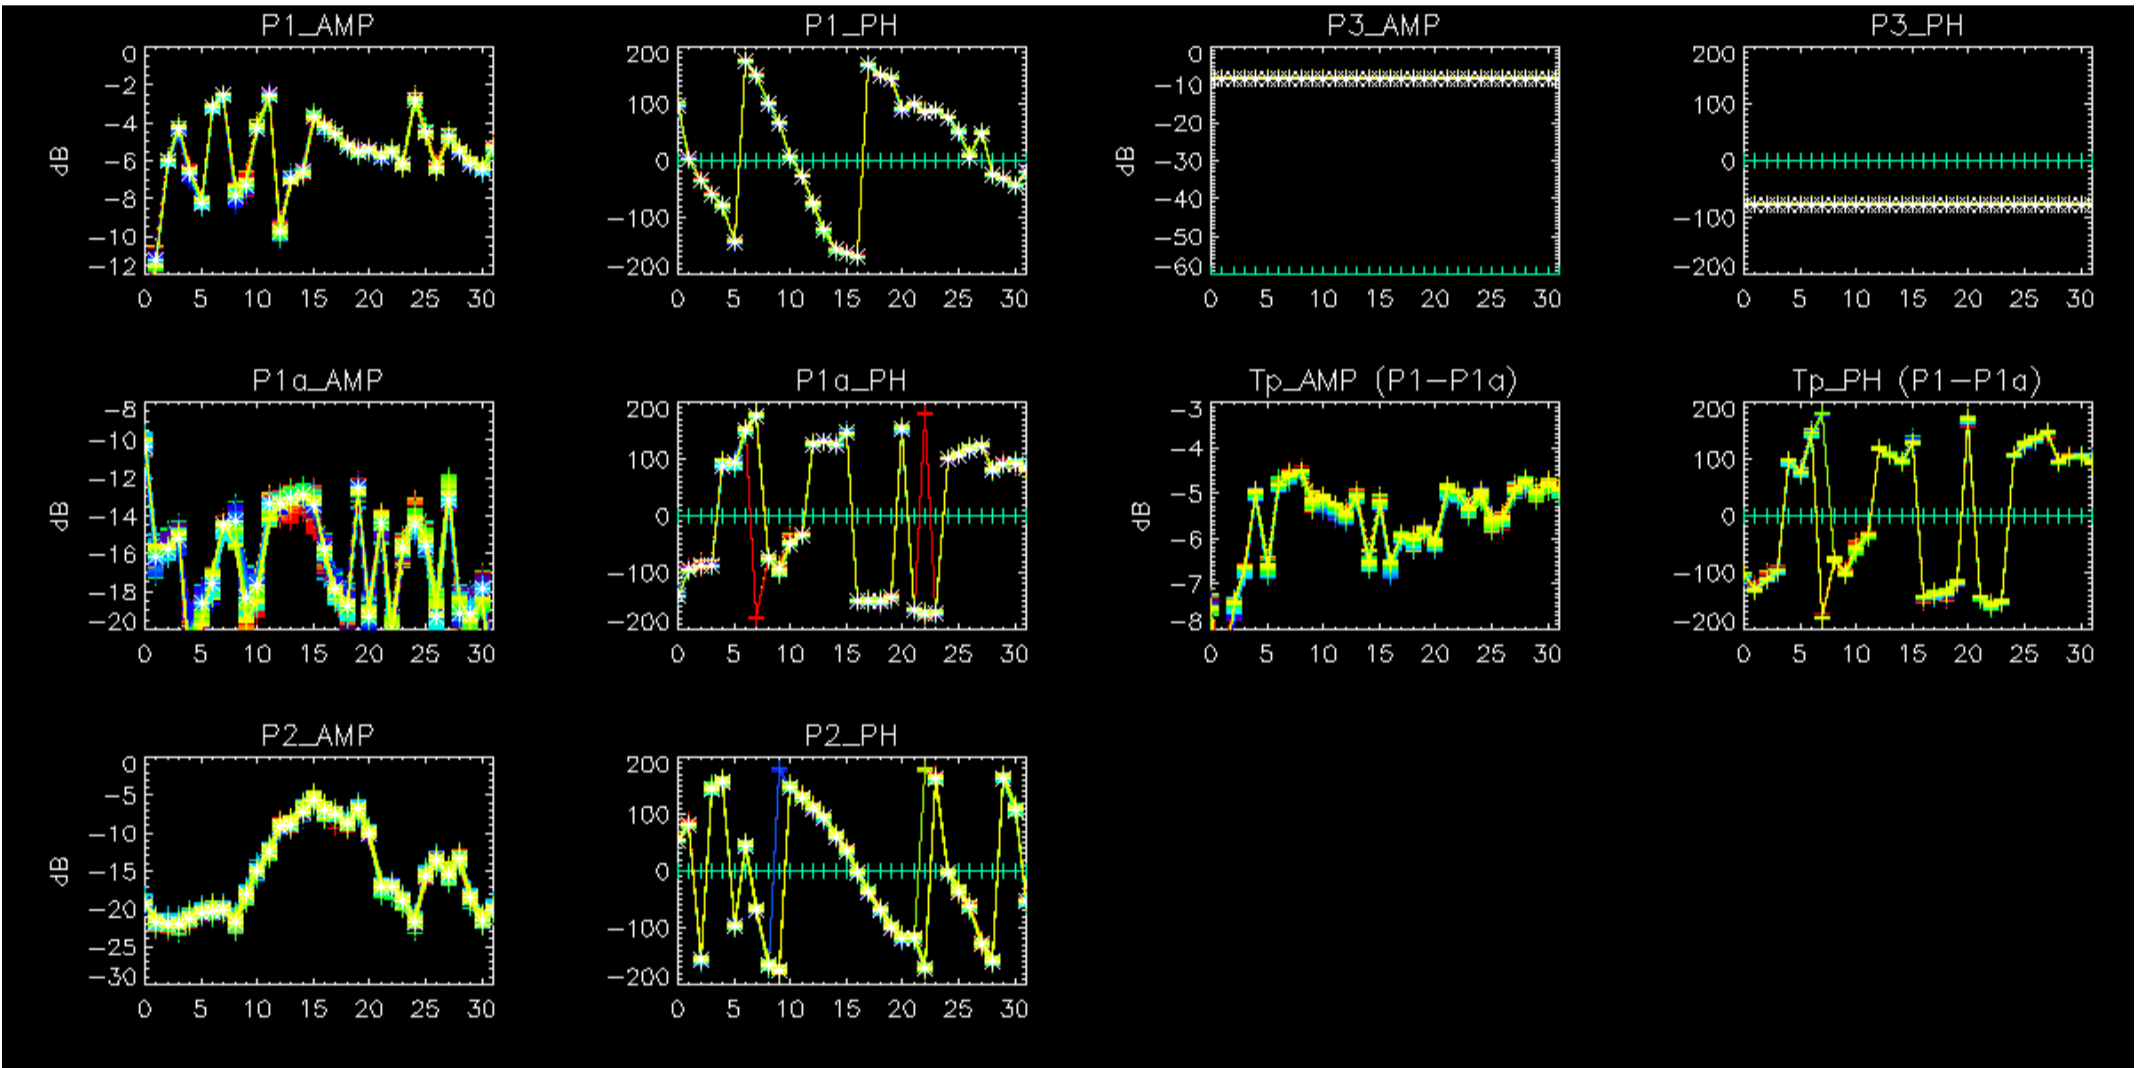 P1_AMP
0
−2
−4
−6
−8
−10
−12
dB
0 5 10 15 20 25 30
P1_PH
200
100
0
−100
−200
0 5 10 15 20 25 30
P3_AMP
0
−10
−20
−30
−40
−50
−60
dB
0 5 10 15 20 25 30
P3_PH
200
100
0
−100
−200
0 5 10 15 20 25 30
P1a_AMP
−8
−10
−12
−14
−16
−18
−20
dB
0 5 10 15 20 25 30
P1a_PH
200
100
0
−100
−200
0 5 10 15 20 25 30
Tp_AMP (P1−P1a)
−3
−4
−5
−6
−7
−8
dB
0 5 10 15 20 25 30
Tp_PH (P1−P1a)
200
100
0
−100
−200
0 5 10 15 20 25 30
P2_AMP
0
−5
−10
−15
−20
−25
−30
dB
0 5 10 15 20 25 30
P2_PH
200
100
0
−100
−200
0 5 10 15 20 25 30